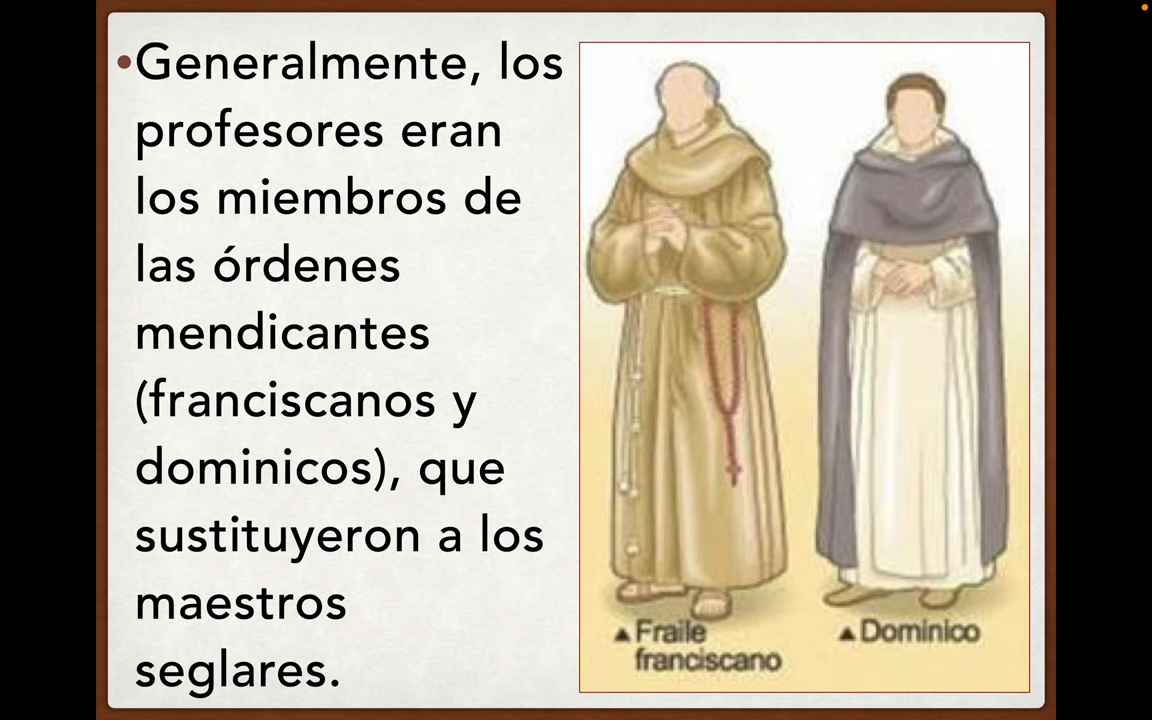 •Generalmente, los
profesores eran
los miembros de
las órdenes
mendicantes
(franciscanos y
dominicos), que
sustituyeron a los
maestros
seglares.
▲Fraile
franciscano
▲Dominico